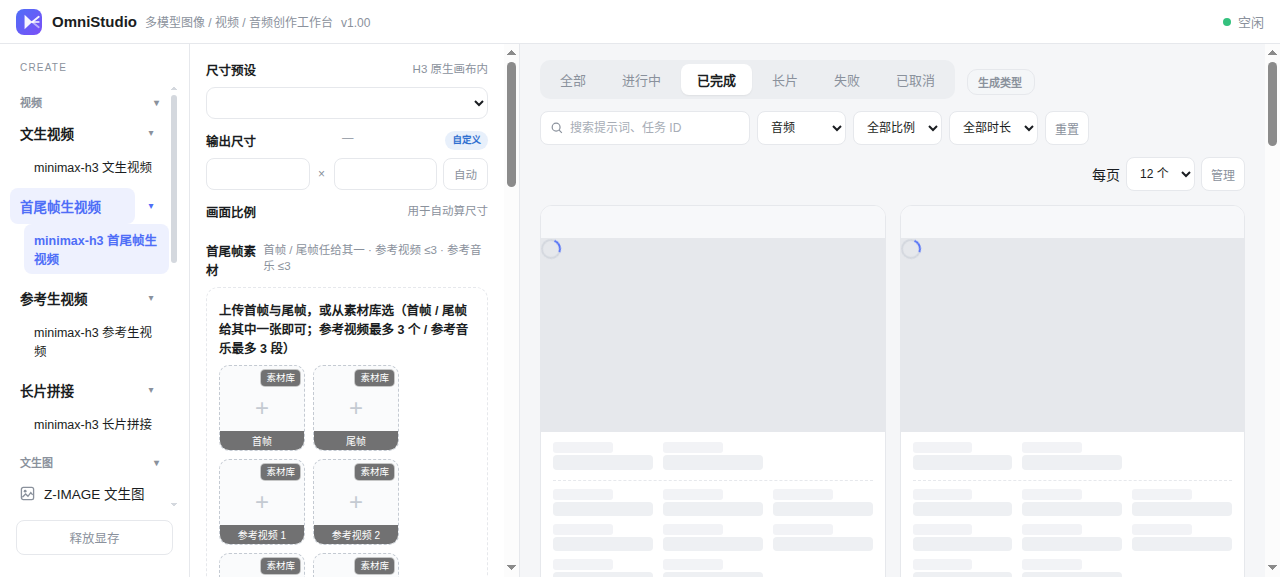 OmniStudio 多模型图像 / 视频 / 音频创作工作台 v1.00
空闲
CREATE
视频
文生视频
minimax-h3 文生视频
首尾帧生视频
minimax-h3 首尾帧生
视频
参考生视频
minimax-h3 参考生视
频
长片拼接
minimax-h3 长片拼接
文生图
Z-IMAGE 文生图
释放显存
尺寸预设 H3 原生画布内
输出尺寸 — 自定义
× 自动
画面比例 用于自动算尺寸
首尾帧素
材
首帧 / 尾帧任给其一 · 参考视频 ≤3 · 参考音
乐 ≤3
上传首帧与尾帧，或从素材库选（首帧 / 尾帧
给其中一张即可；参考视频最多 3 个 / 参考音
乐最多 3 段）
素材库 素材库
+ +
首帧 尾帧
素材库 素材库
+ +
参考视频 1 参考视频 2
素材库 素材库
全部 进行中 已完成 长片 失败 已取消 生成类型
搜索提示词、任务 ID 音频 全部比例 全部时长 重置
每页 12 个 管理